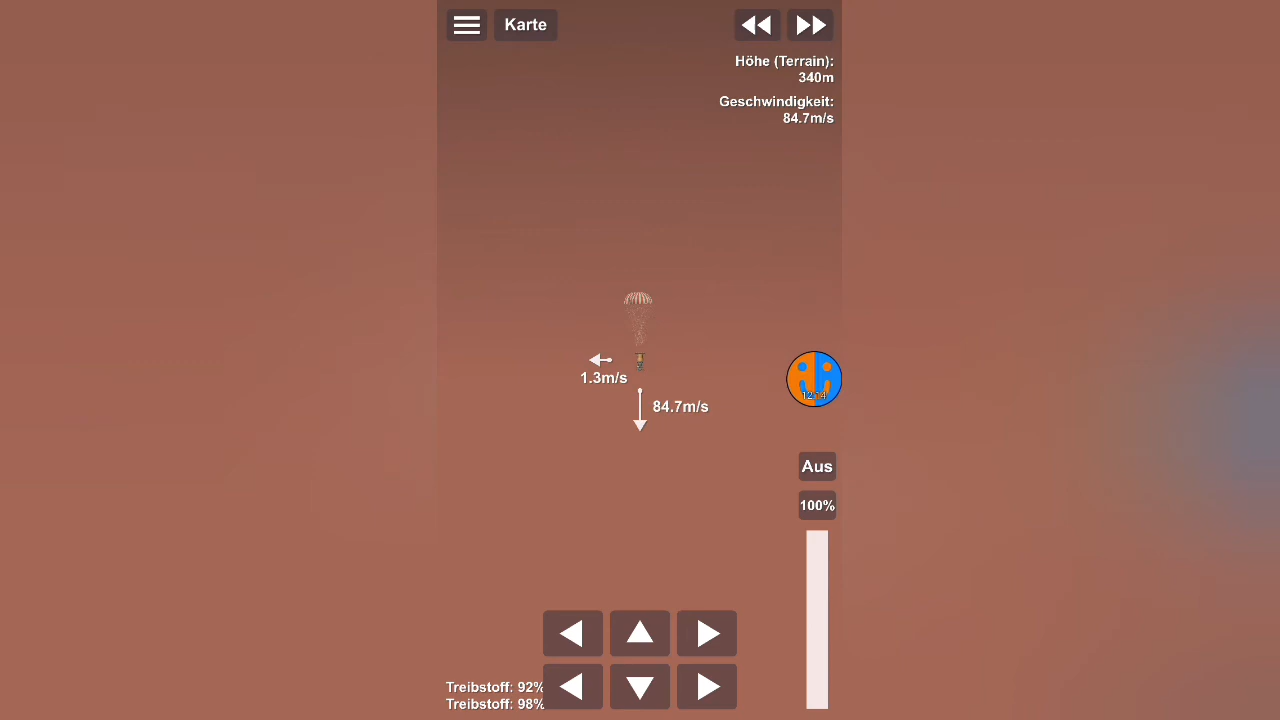 Karte
Höhe (Terrain):
340m
Geschwindigkeit:
84.7m/s
1.3m/s
84.7m/s
Aus
100%
Treibstoff: 92%
Treibstoff: 98%